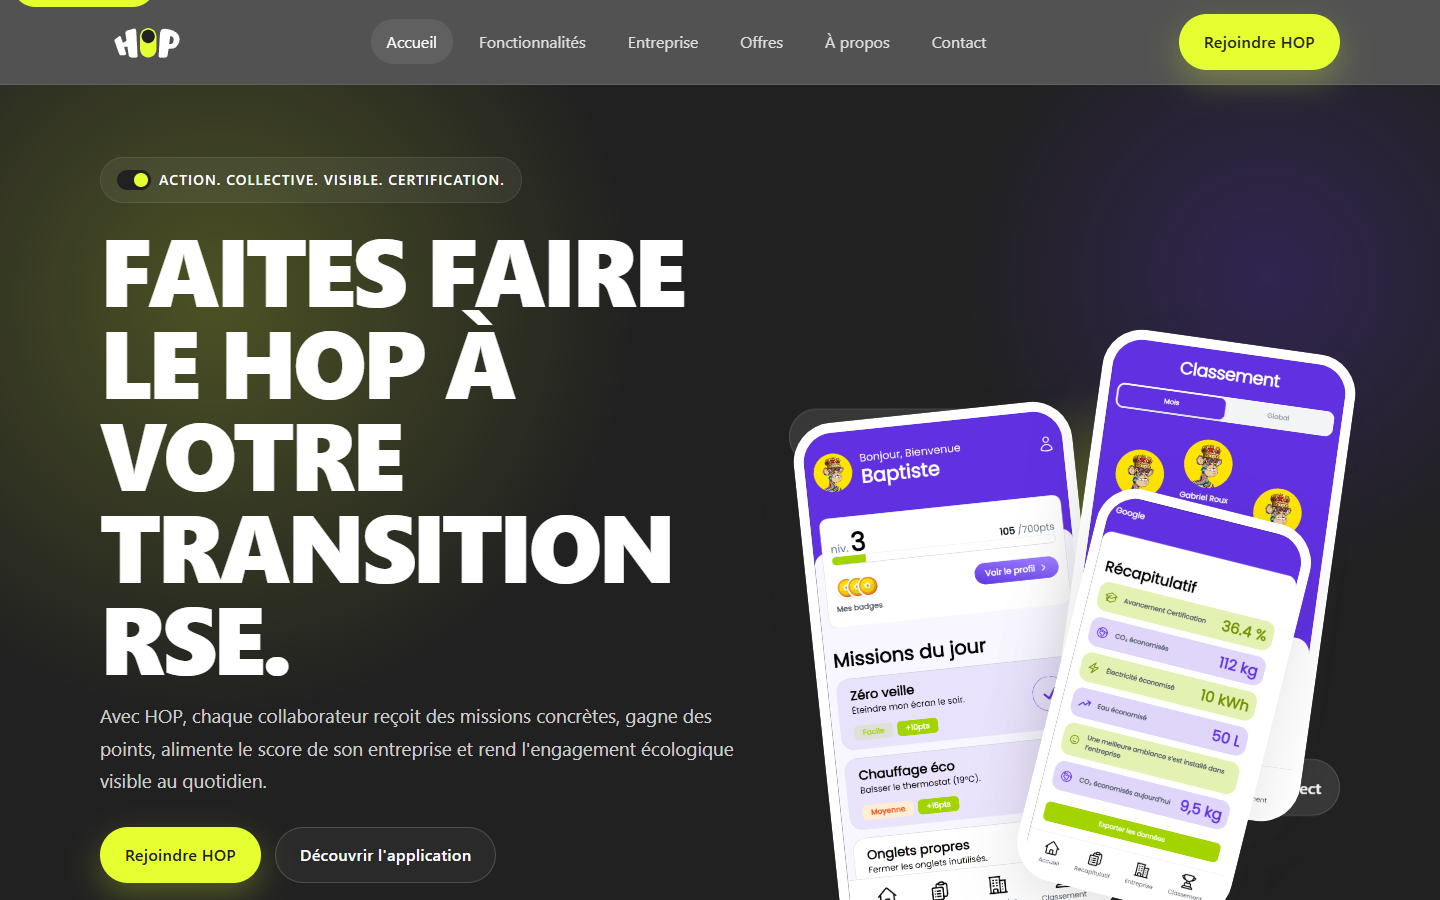 HOP
Accueil
Fonctionnalités
Entreprise
Offres
À propos
Contact
Rejoindre HOP
ACTION. COLLECTIVE. VISIBLE. CERTIFICATION.
FAITES FAIRE
LE HOP À
VOTRE
TRANSITION
RSE.
Avec HOP, chaque collaborateur reçoit des missions concrètes, gagne des
points, alimente le score de son entreprise et rend l'engagement écologique
visible au quotidien.
Rejoindre HOP
Découvrir l'application
Bonjour, Bienvenue
Baptiste
niv. 3
105 /700pts
Mes badges
Voir le profil
Missions du jour
Zéro veille
Éteindre mon écran le soir.
Facile
+10pts
Chauffage éco
Baisser le thermostat (19°C).
Moyenne
+15pts
Onglets propres
Fermer les onglets inutilisés.
Classement
Mois
Global
Gabriel Roux
Google
Récapitulatif
Avancement Certification
36.4 %
CO₂ économisés
112 kg
Électricité économisé
10 kWh
Eau économisé
50 L
Une meilleure ambiance s'est installé dans
l'entreprise
CO₂ économisés aujourd'hui
9,5 kg
Exporter les données
Accueil
Récapitulatif
Entreprise
Classement